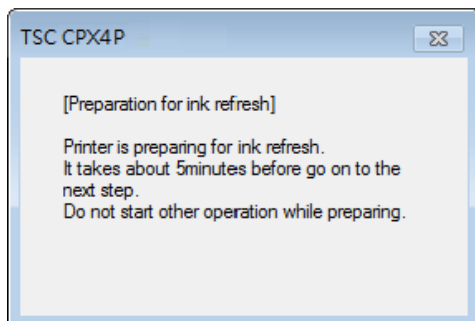 TSC CPX4P
[Preparation for ink refresh]
Printer is preparing for ink refresh.
It takes about 5minutes before go on to the
next step.
Do not start other operation while preparing.